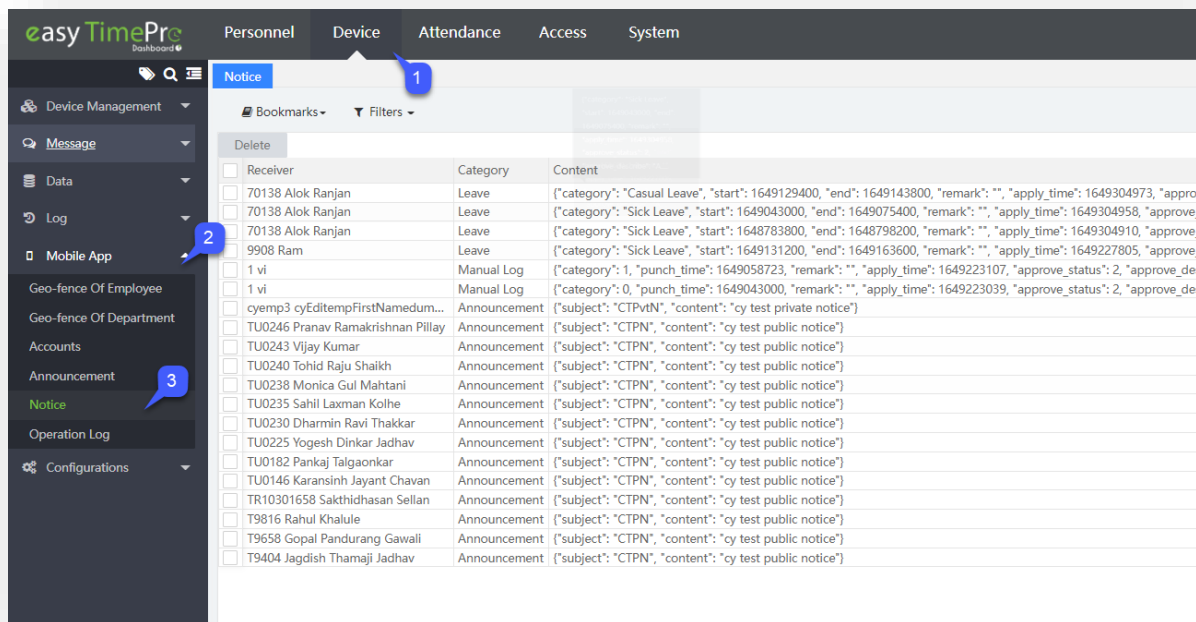 easy TimePro
Dashboard
Personnel Device Attendance Access System
1
Notice
Device Management
Message
Data
Log
2
Mobile App
Geo-fence Of Employee
Geo-fence Of Department
Accounts
Announcement
3
Notice
Operation Log
Configurations
Bookmarks Filters
Delete
Receiver Category Content
70138 Alok Ranjan Leave {"category": "Casual Leave", "start": 1649129400, "end": 1649143800, "remark": "", "apply_time": 1649304973, "appro
70138 Alok Ranjan Leave {"category": "Sick Leave", "start": 1649043000, "end": 1649075400, "remark": "", "apply_time": 1649304958, "approve
70138 Alok Ranjan Leave {"category": "Sick Leave", "start": 1648783800, "end": 1648798200, "remark": "", "apply_time": 1649304910, "approve
9908 Ram Leave {"category": "Sick Leave", "start": 1649131200, "end": 1649163600, "remark": "", "apply_time": 1649227805, "approve
1 vi Manual Log {"category": 1, "punch_time": 1649058723, "remark": "", "apply_time": 1649223107, "approve_status": 2, "approve_de
1 vi Manual Log {"category": 0, "punch_time": 1649043000, "remark": "", "apply_time": 1649223039, "approve_status": 2, "approve_de
cyemp3 cyEditempFirstNamedum... Announcement {"subject": "CTPvtN", "content": "cy test private notice"}
TU0246 Pranav Ramakrishnan Pillay Announcement {"subject": "CTPN", "content": "cy test public notice"}
TU0243 Vijay Kumar Announcement {"subject": "CTPN", "content": "cy test public notice"}
TU0240 Tohid Raju Shaikh Announcement {"subject": "CTPN", "content": "cy test public notice"}
TU0238 Monica Gul Mahtani Announcement {"subject": "CTPN", "content": "cy test public notice"}
TU0235 Sahil Laxman Kolhe Announcement {"subject": "CTPN", "content": "cy test public notice"}
TU0230 Dharmin Ravi Thakkar Announcement {"subject": "CTPN", "content": "cy test public notice"}
TU0225 Yogesh Dinkar Jadhav Announcement {"subject": "CTPN", "content": "cy test public notice"}
TU0182 Pankaj Talgaonkar Announcement {"subject": "CTPN", "content": "cy test public notice"}
TU0146 Karansinh Jayant Chavan Announcement {"subject": "CTPN", "content": "cy test public notice"}
TR10301658 Sakthidhasan Sellan Announcement {"subject": "CTPN", "content": "cy test public notice"}
T9816 Rahul Khalule Announcement {"subject": "CTPN", "content": "cy test public notice"}
T9658 Gopal Pandurang Gawali Announcement {"subject": "CTPN", "content": "cy test public notice"}
T9404 Jagdish Thamaji Jadhav Announcement {"subject": "CTPN", "content": "cy test public notice"}